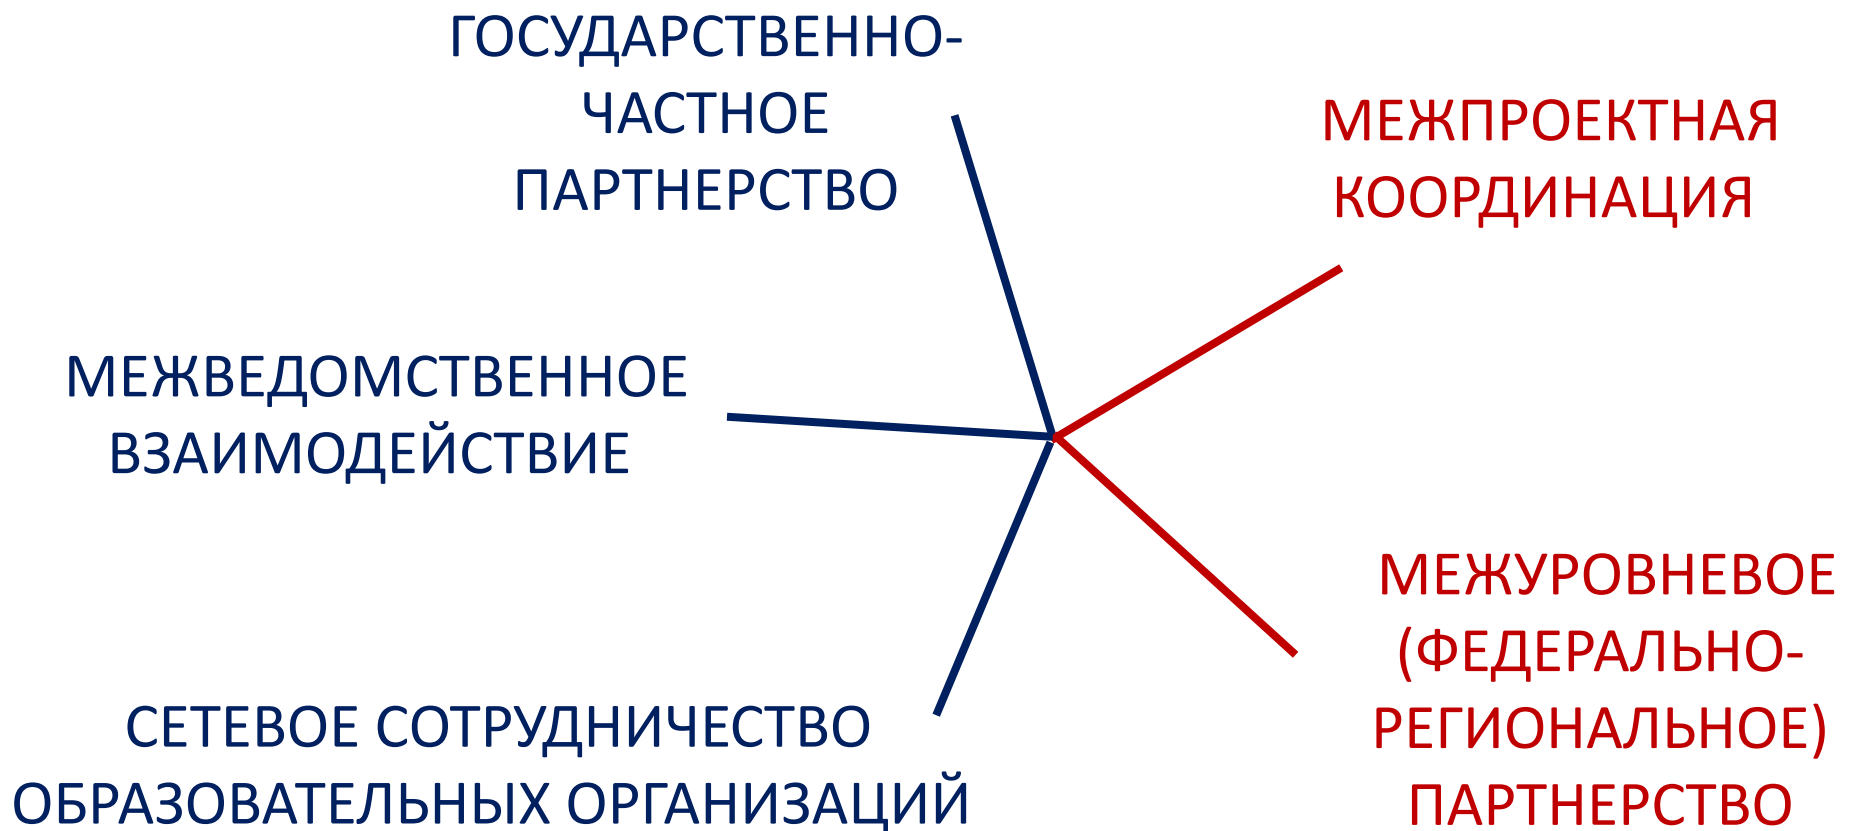 ГОСУДАРСТВЕННО-
ЧАСТНОЕ
ПАРТНЕРСТВО
МЕЖПРОЕКТНАЯ
КООРДИНАЦИЯ
МЕЖВЕДОМСТВЕННОЕ
ВЗАИМОДЕЙСТВИЕ
МЕЖУРОВНЕВОЕ
(ФЕДЕРАЛЬНО-
РЕГИОНАЛЬНОЕ)
ПАРТНЕРСТВО
СЕТЕВОЕ СОТРУДНИЧЕСТВО
ОБРАЗОВАТЕЛЬНЫХ ОРГАНИЗАЦИЙ